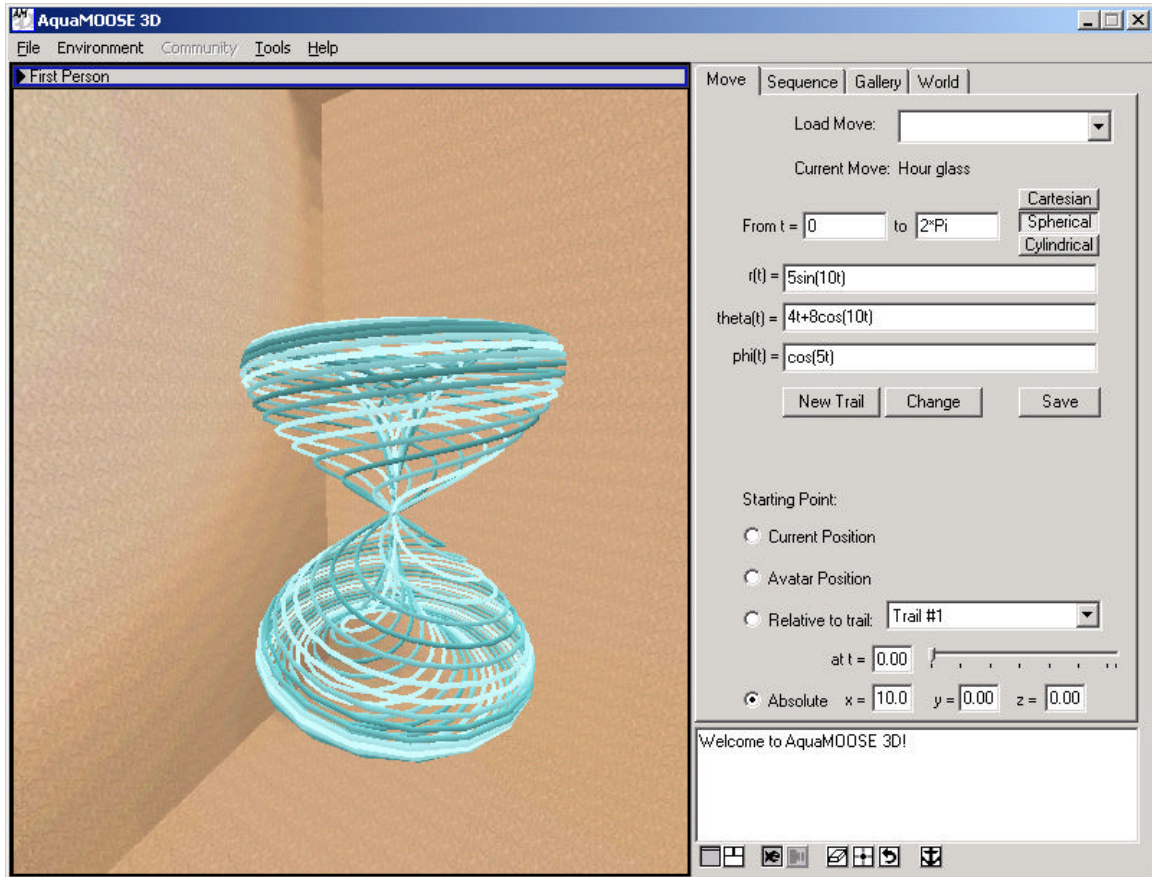 AquaMOOSE 3D
File Environment Community Tools Help
First Person
Move Sequence Gallery World
Load Move:
Current Move: Hour glass
Cartesian
From t = 0 to 2*Pi Spherical
Cylindrical
r(t) = 5sin(10t)
theta(t) = 4t+8cos(10t)
phi(t) = cos(5t)
New Trail Change Save
Starting Point:
Current Position
Avatar Position
Relative to trail: Trail #1
at t = 0.00
Absolute x = 10.0 y = 0.00 z = 0.00
Welcome to AquaMOOSE 3D!